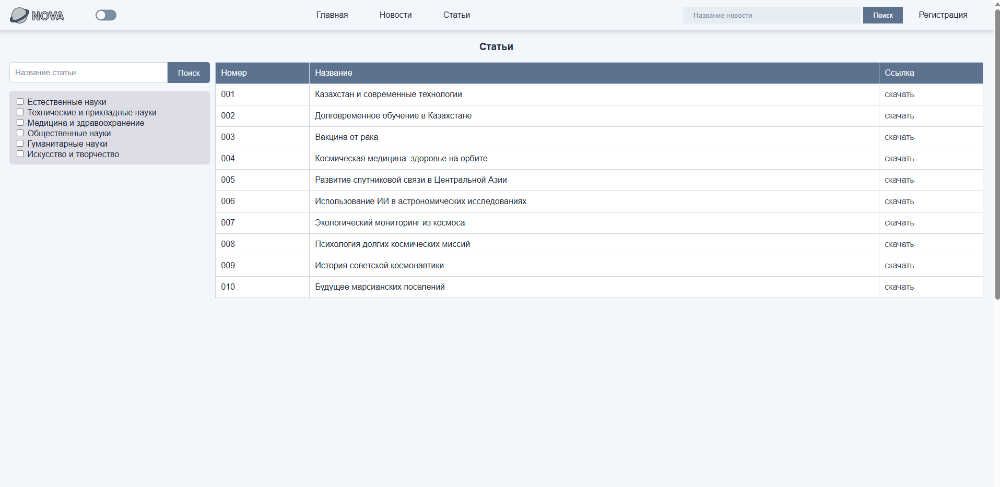 NOVA
Главная Новости Статьи
Название новости Поиск Регистрация
Статьи
Название статьи Поиск
Естественные науки
Технические и прикладные науки
Медицина и здравоохранение
Общественные науки
Гуманитарные науки
Искусство и творчество
Номер Название Ссылка
001 Казахстан и современные технологии скачать
002 Долговременное обучение в Казахстане скачать
003 Вакцина от рака скачать
004 Космическая медицина: здоровье на орбите скачать
005 Развитие спутниковой связи в Центральной Азии скачать
006 Использование ИИ в астрономических исследованиях скачать
007 Экологический мониторинг из космоса скачать
008 Психология долгих космических миссий скачать
009 История советской космонавтики скачать
010 Будущее марсианских поселений скачать